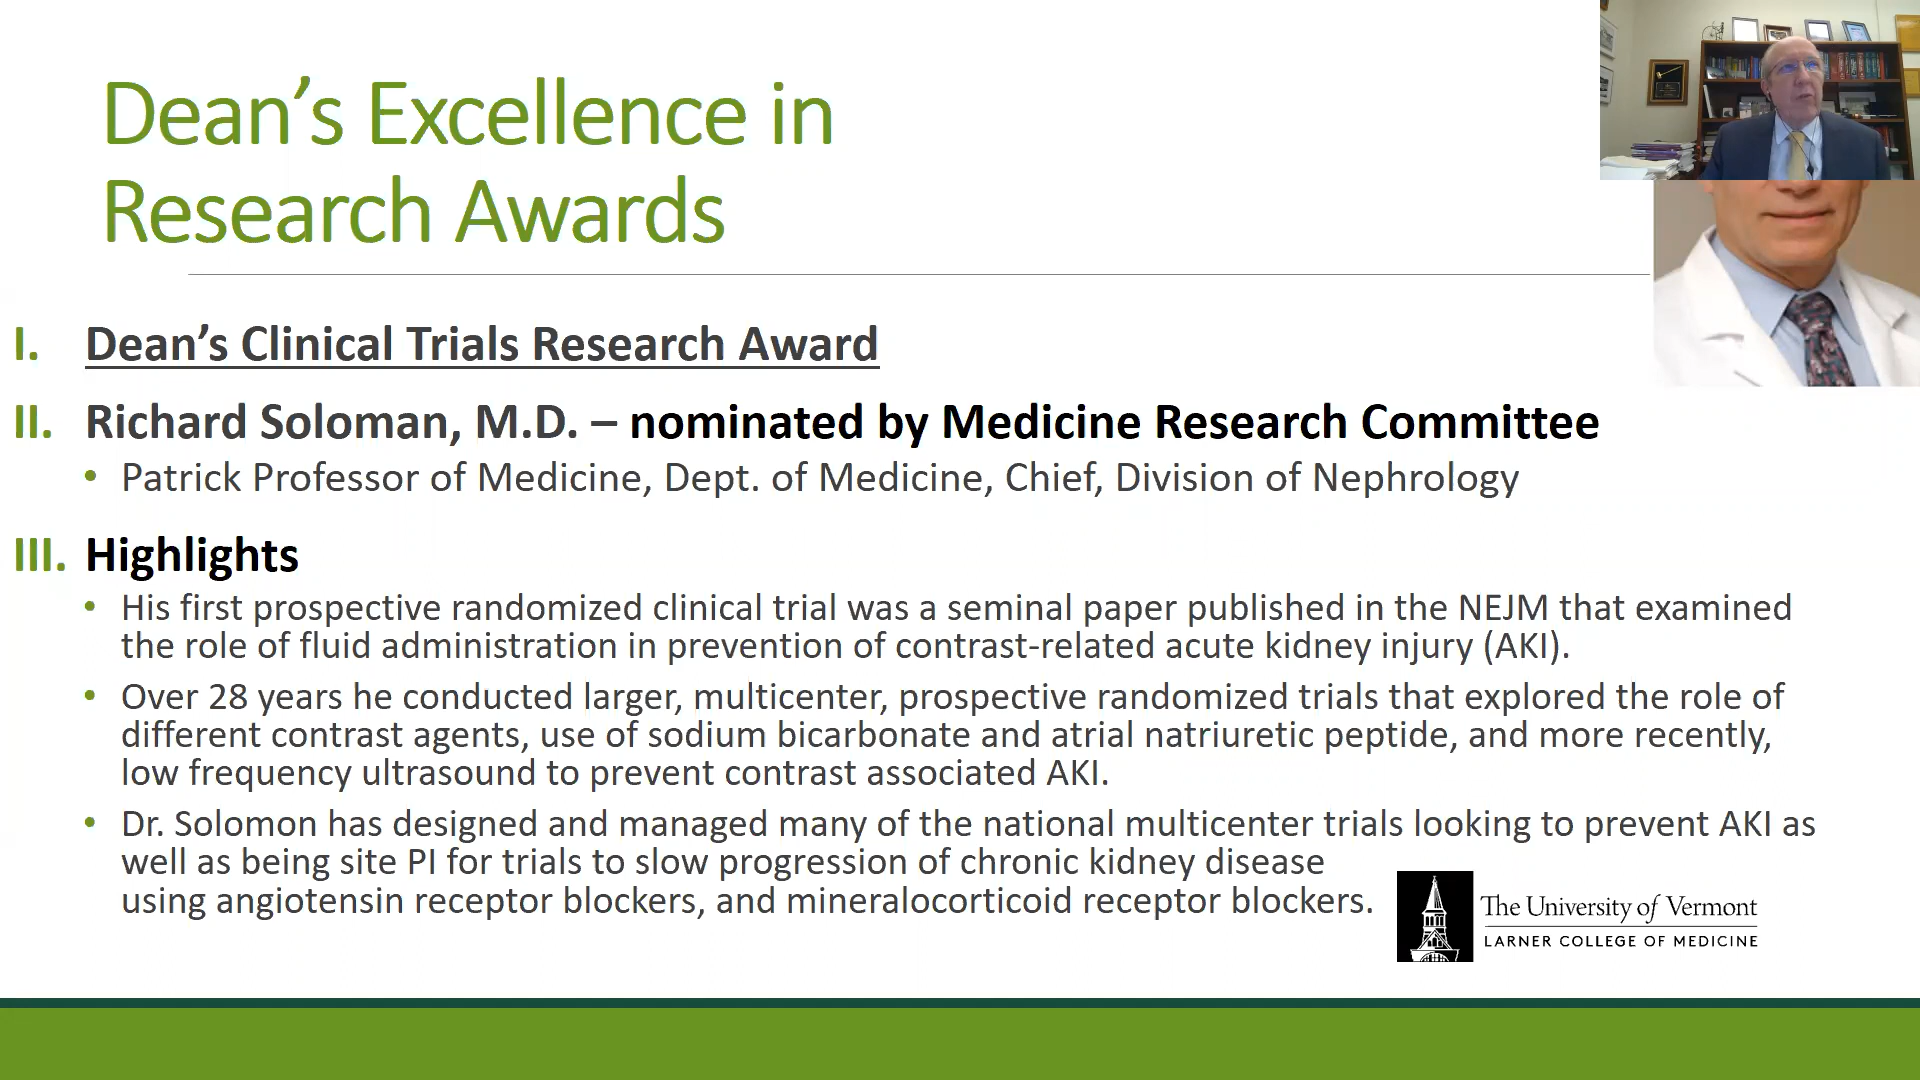 Dean’s Excellence in
Research Awards
I. Dean’s Clinical Trials Research Award
II. Richard Soloman, M.D. – nominated by Medicine Research Committee
• Patrick Professor of Medicine, Dept. of Medicine, Chief, Division of Nephrology
III. Highlights
• His first prospective randomized clinical trial was a seminal paper published in the NEJM that examined
the role of fluid administration in prevention of contrast-related acute kidney injury (AKI).
• Over 28 years he conducted larger, multicenter, prospective randomized trials that explored the role of
different contrast agents, use of sodium bicarbonate and atrial natriuretic peptide, and more recently,
low frequency ultrasound to prevent contrast associated AKI.
• Dr. Solomon has designed and managed many of the national multicenter trials looking to prevent AKI as
well as being site PI for trials to slow progression of chronic kidney disease
using angiotensin receptor blockers, and mineralocorticoid receptor blockers.
The University of Vermont
LARNER COLLEGE OF MEDICINE